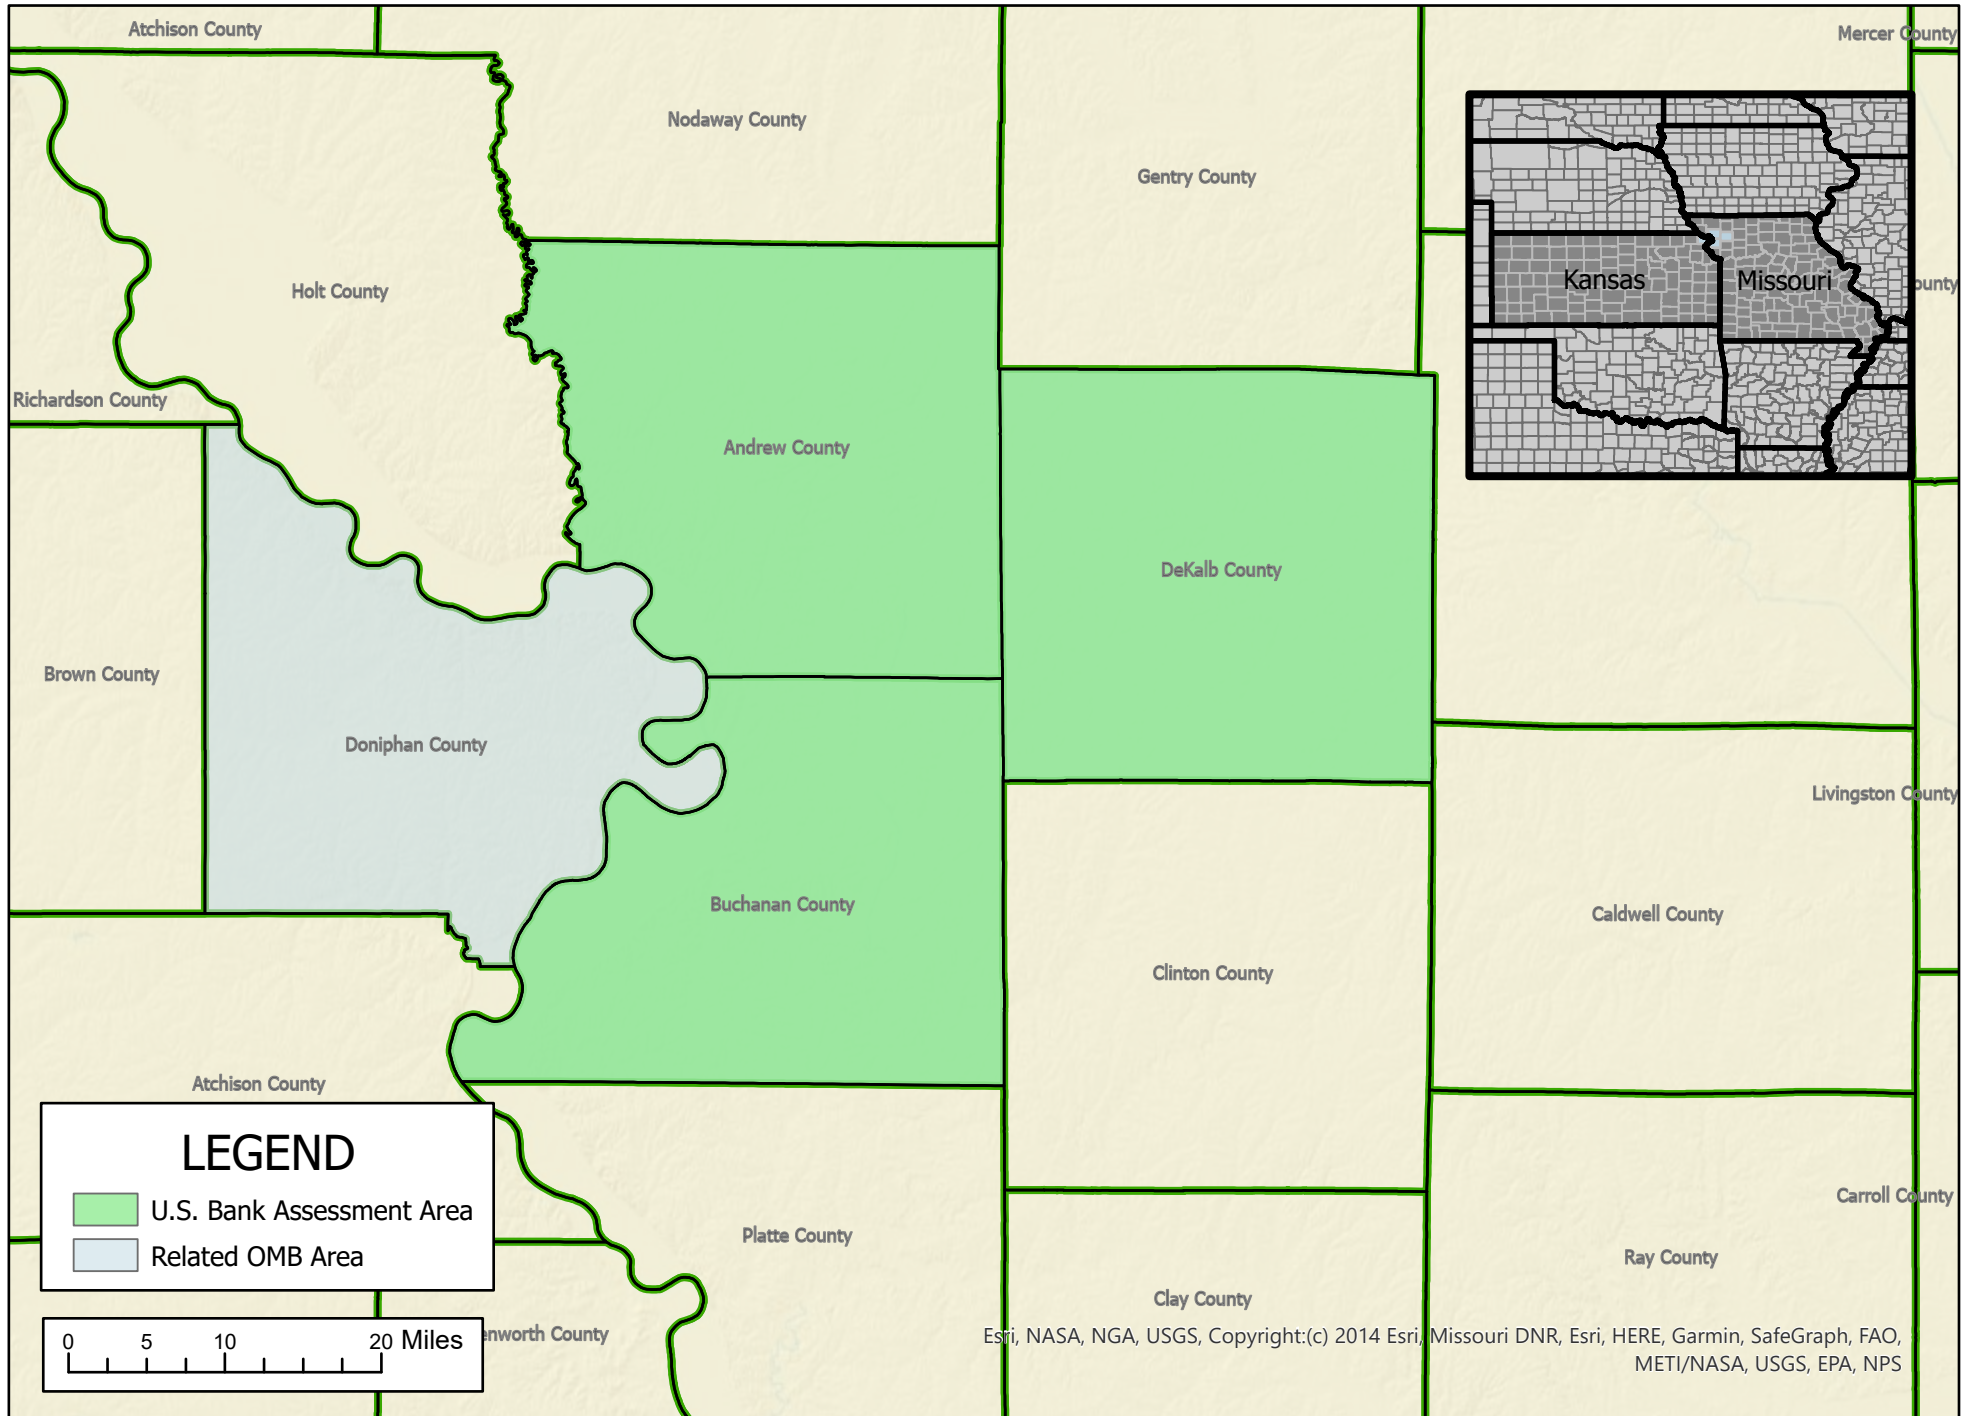 Atchison County
Mercer County
Nodaway County
Gentry County
Holt County
Kansas
Missouri
ounty
Richardson County
Andrew County
DeKalb County
Brown County
Doniphan County
Livingston County
Buchanan County
Caldwell County
Clinton County
Atchison County
LEGEND
U.S. Bank Assessment Area
Related OMB Area
Carroll County
Platte County
Ray County
Clay County
enworth County
0 5 10 20 Miles
Esri, NASA, NGA, USGS, Copyright:(c) 2014 Esri, Missouri DNR, Esri, HERE, Garmin, SafeGraph, FAO,
METI/NASA, USGS, EPA, NPS